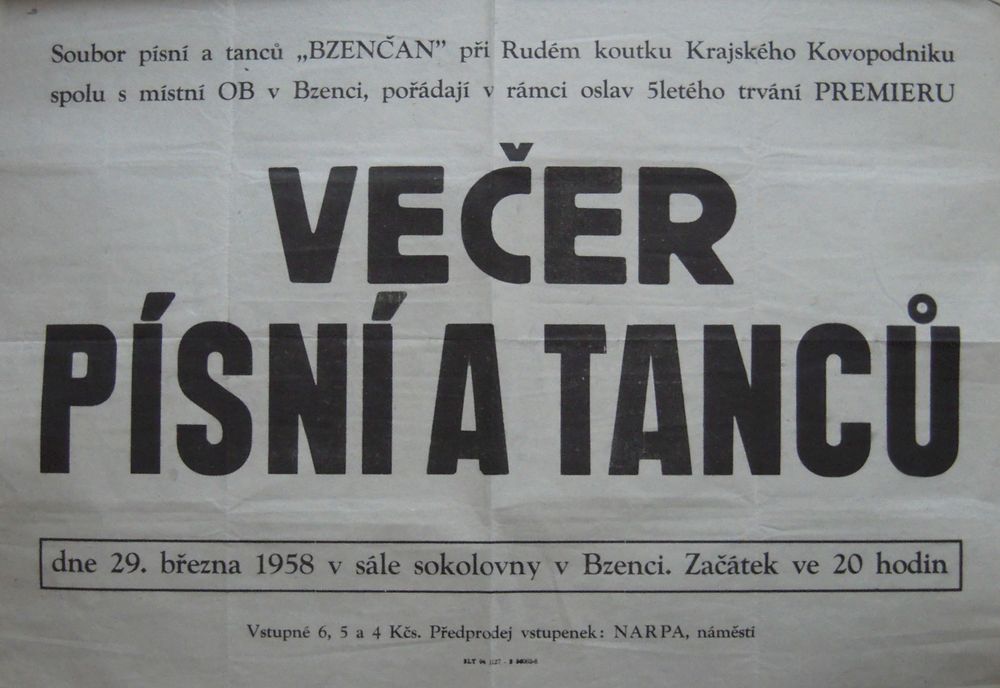 Soubor písní a tanců „BZENČAN” při Rudém koutku Krajského Kovopodniku
spolu s místní OB v Bzenci, pořádají v rámci oslav 5letého trvání PREMIERU
VEČER
PÍSNÍ A TANCŮ
dne 29. března 1958 v sále sokolovny v Bzenci. Začátek ve 20 hodin
Vstupné 6, 5 a 4 Kčs. Předprodej vstupenek: NARPA, náměstí